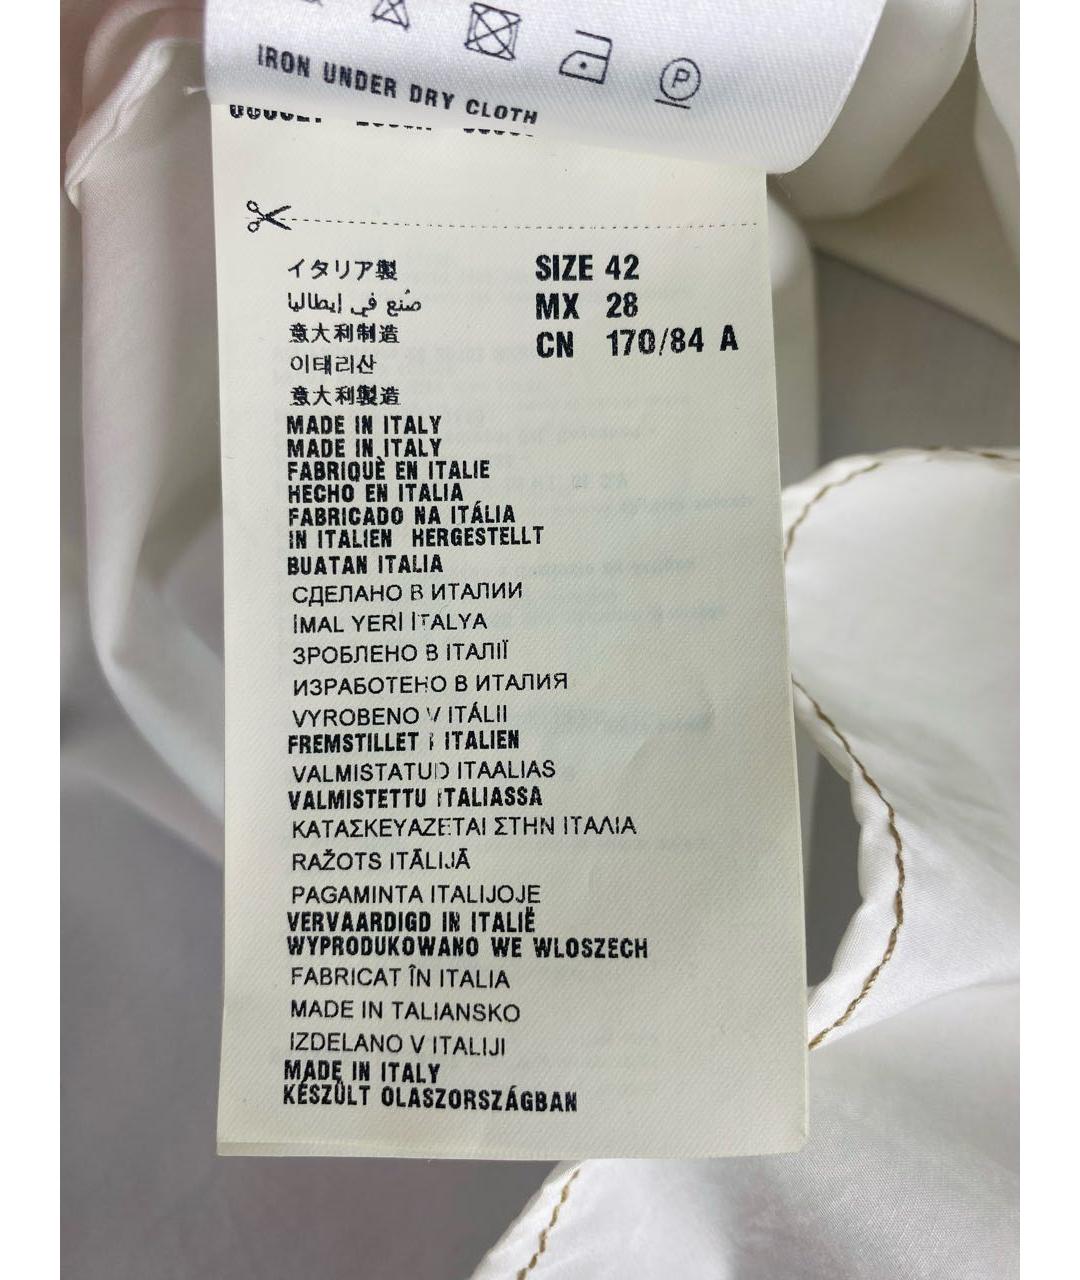 P
IRON UNDER DRY CLOTH
イタリア製
صُنع في إيطاليا
意大利制造
이태리산
意大利製造
SIZE 42
MX 28
CN 170/84 A
MADE IN ITALY
MADE IN ITALY
FABRIQUÈ EN ITALIE
HECHO EN ITALIA
FABRICADO NA ITÁLIA
IN ITALIEN HERGESTELLT
BUATAN ITALIA
СДЕЛАНО В ИТАЛИИ
İMAL YERİ İTALYA
ЗРОБЛЕНО В ІТАЛІЇ
ИЗРАБОТЕНО В ИТАЛИЯ
VYROBENO V ITÁLII
FREMSTILLET I ITALIEN
VALMISTATUD ITAALIAS
VALMISTETTU ITALIASSA
ΚΑΤΑΣΚΕΥΑΖΕΤΑΙ ΣΤΗΝ ΙΤΑΛΙΑ
RAŽOTS ITĀLIJĀ
PAGAMINTA ITALIJOJE
VERVAARDIGD IN ITALIË
WYPRODUKOWANO WE WLOSZECH
FABRICAT ÎN ITALIA
MADE IN TALIANSKO
IZDELANO V ITALIJI
MADE IN ITALY
KÉSZÜLT OLASZORSZÁGBAN